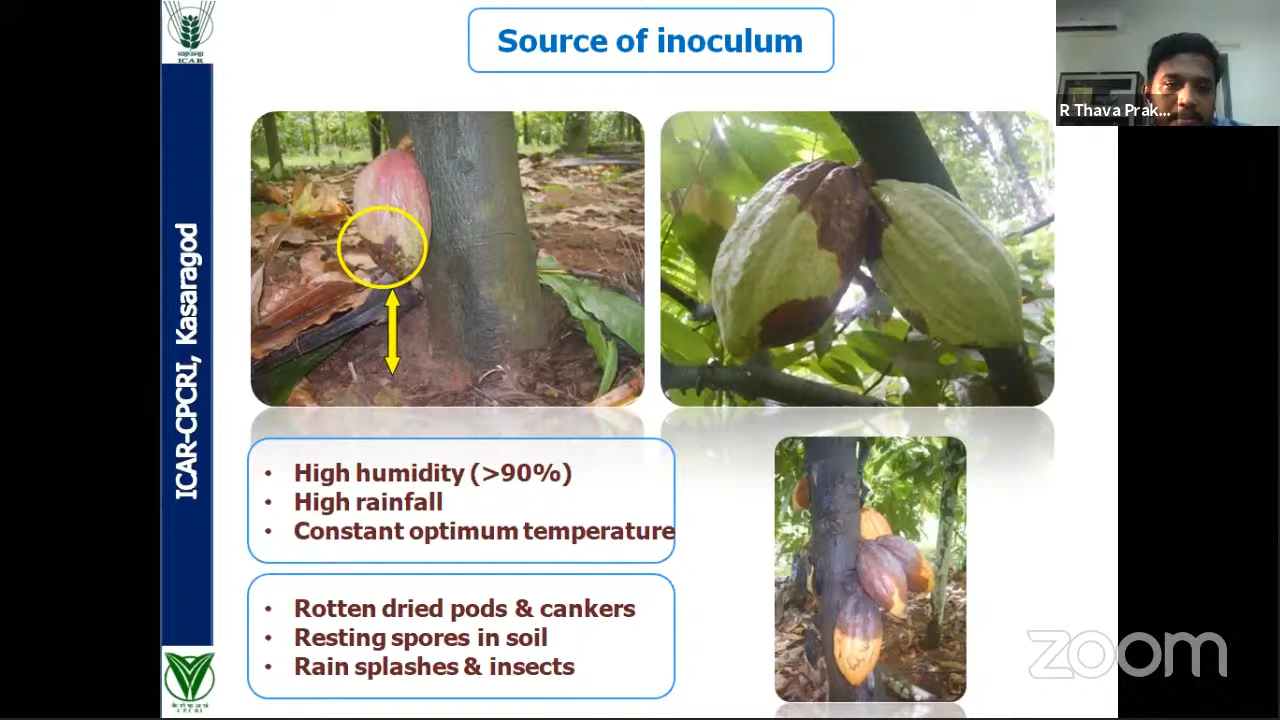 Source of inoculum
R Thava Prak...
ICAR
ICAR-CPCRI, Kasaragod
• High humidity (>90%)
• High rainfall
• Constant optimum temperature
• Rotten dried pods & cankers
• Resting spores in soil
• Rain splashes & insects
CPCRI
zoom